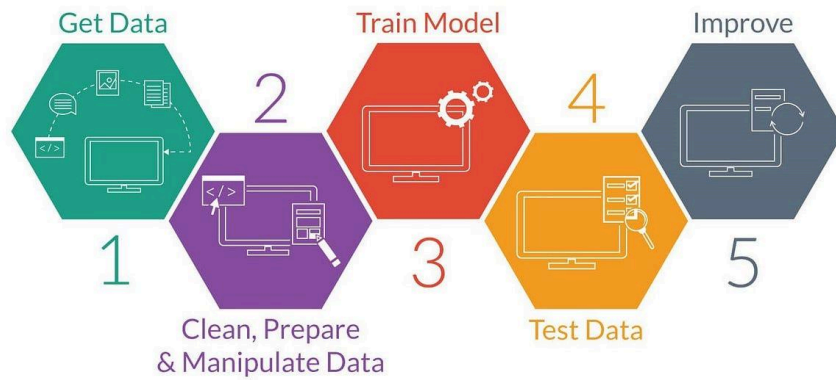 Get Data
1
</>
2
</>
Clean, Prepare
& Manipulate Data
Train Model
3
4
Test Data
Improve
5